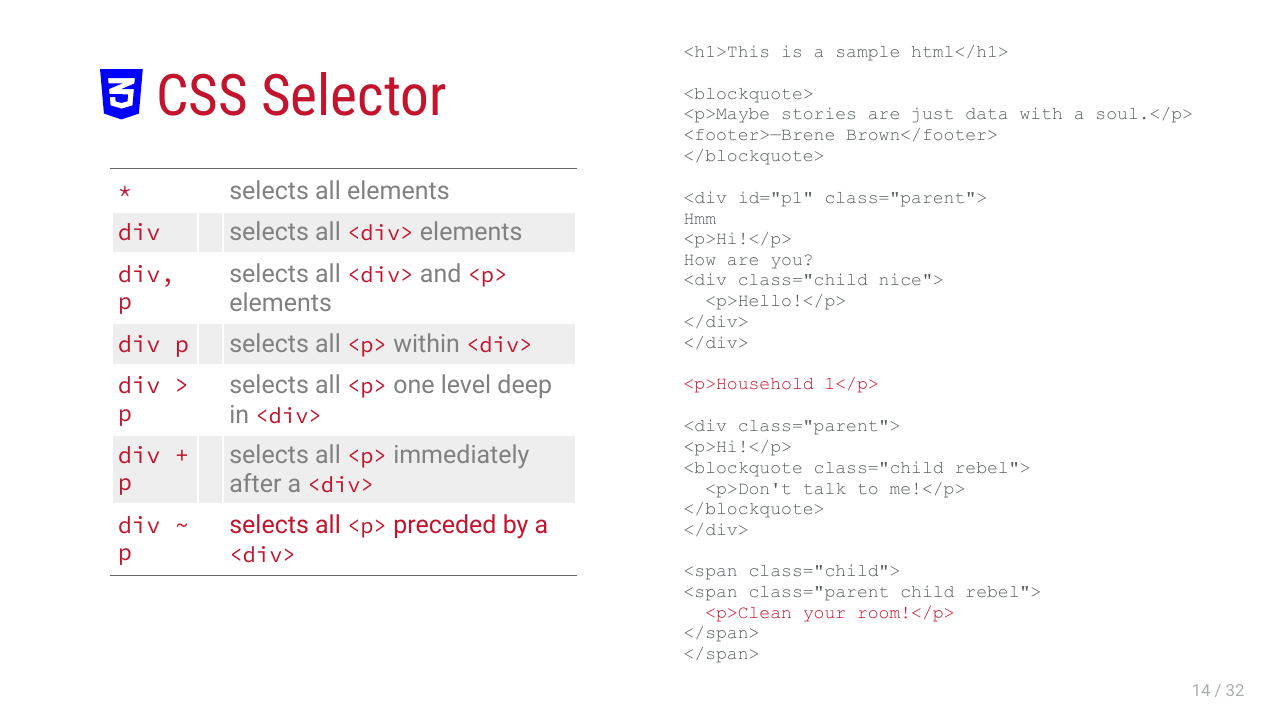 CSS Selector
* selects all elements
div selects all <div> elements
div, selects all <div> and <p>
p elements
div p selects all <p> within <div>
div > selects all <p> one level deep
p in <div>
div + selects all <p> immediately
p after a <div>
div ~ selects all <p> preceded by a
p <div>
<h1>This is a sample html</h1>
<blockquote>
<p>Maybe stories are just data with a soul.</p>
<footer>—Brene Brown</footer>
</blockquote>
<div id="p1" class="parent">
Hmm
<p>Hi!</p>
How are you?
<div class="child nice">
  <p>Hello!</p>
</div>
</div>
<p>Household 1</p>
<div class="parent">
<p>Hi!</p>
<blockquote class="child rebel">
  <p>Don't talk to me!</p>
</blockquote>
</div>
<span class="child">
<span class="parent child rebel">
  <p>Clean your room!</p>
</span>
</span>
14 / 32